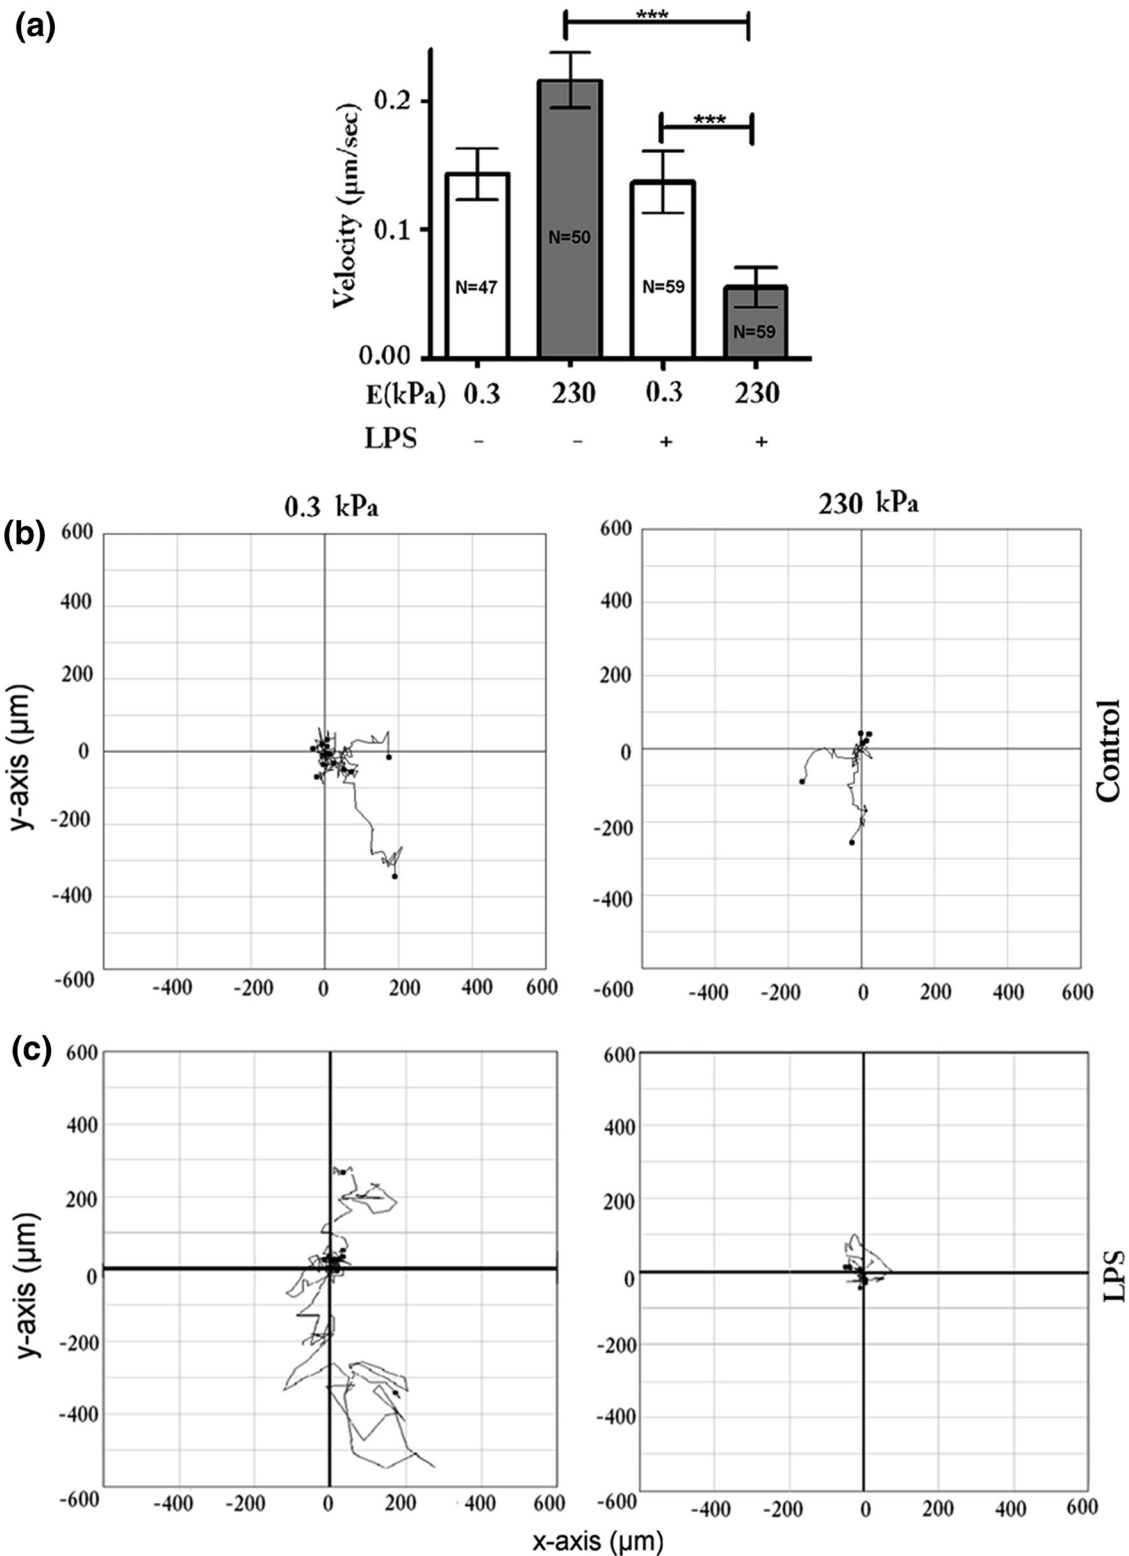 (a)
***
***
Velocity (µm/sec)
0.2
0.1
0.00
N=47
N=50
N=59
N=59
E(kPa) 0.3 230 0.3 230
LPS - - + +
0.3 kPa
230 kPa
(b)
y-axis (µm)
600
400
200
0
-200
-400
-600
-400 -200 0 200 400 600
600
400
200
0
-200
-400
-600
-400 -200 0 200 400 600
Control
(c)
y-axis (µm)
600
400
200
0
-200
-400
-600
-400 -200 0 200 400 600
600
400
200
0
-200
-400
-600
-400 -200 0 200 400 600
LPS
x-axis (µm)